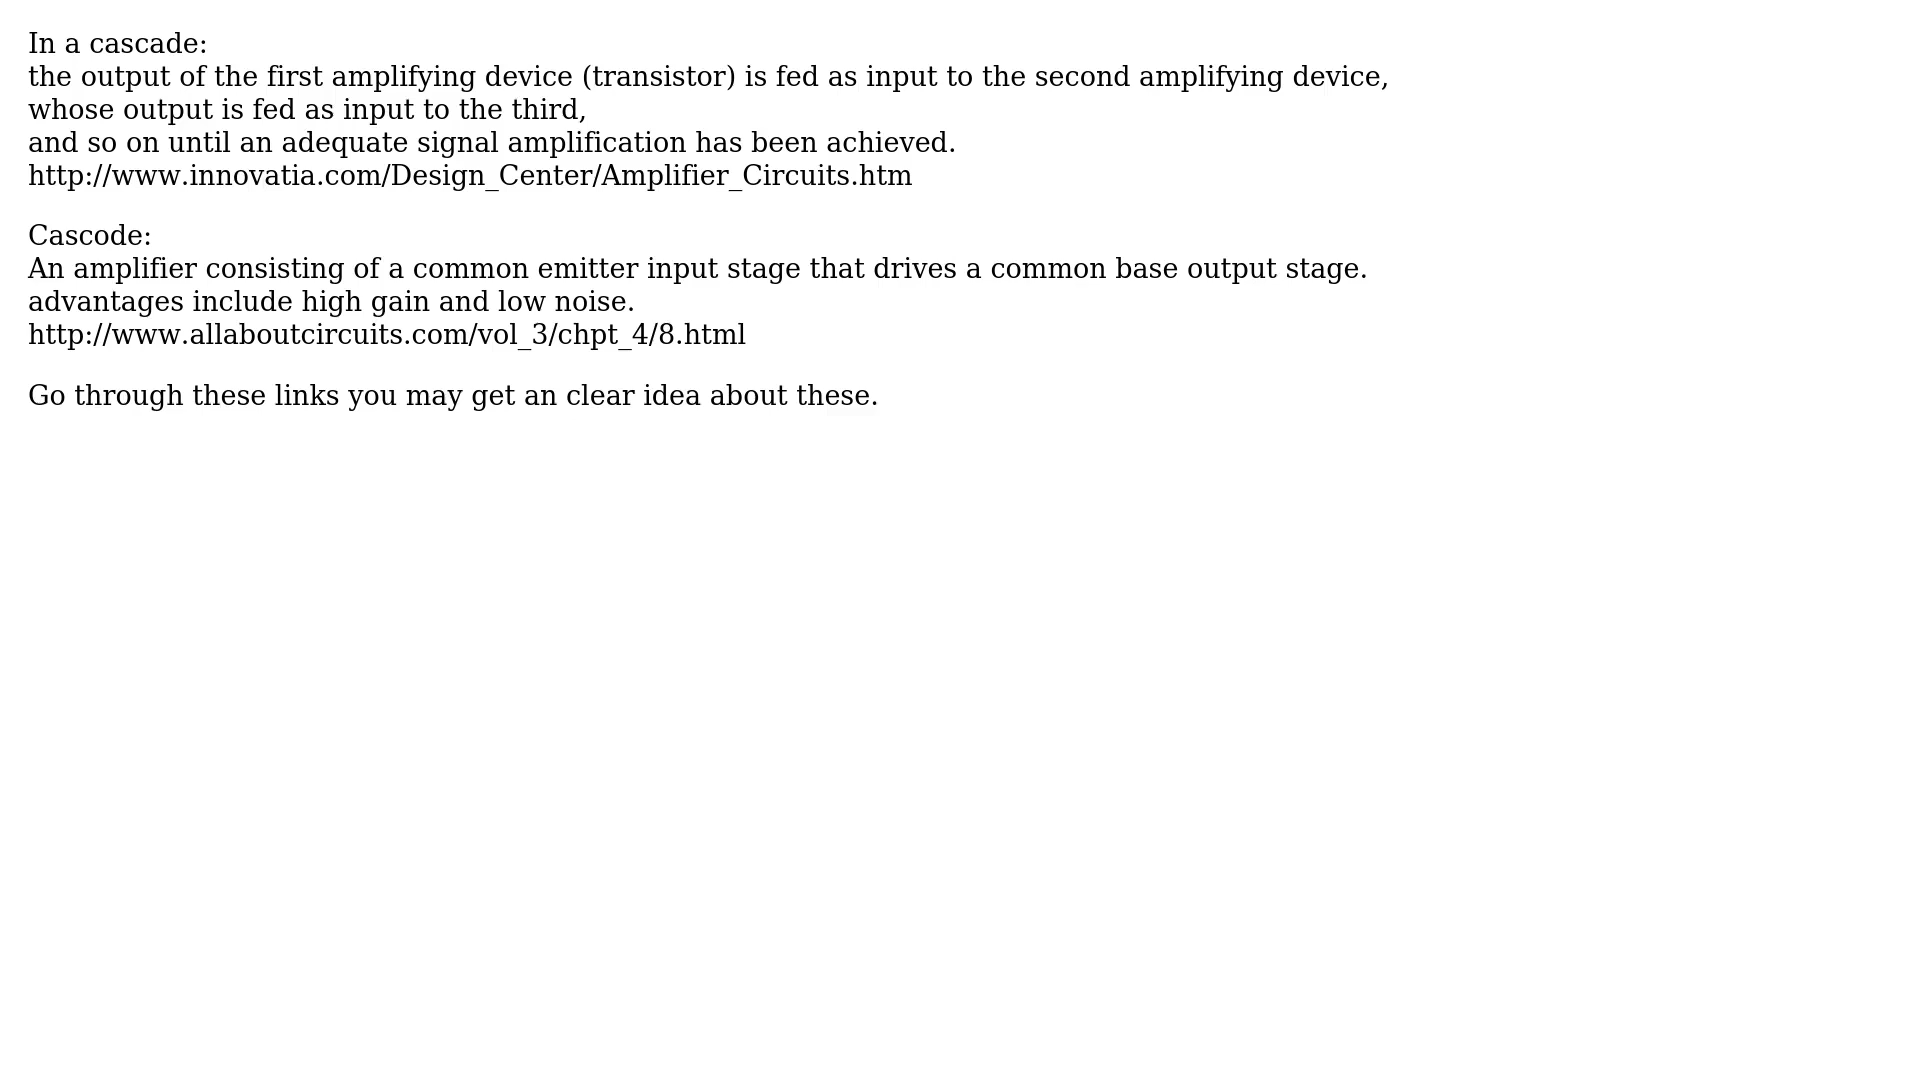 In a cascade:
the output of the first amplifying device (transistor) is fed as input to the second amplifying device,
whose output is fed as input to the third,
and so on until an adequate signal amplification has been achieved.
http://www.innovatia.com/Design_Center/Amplifier_Circuits.htm
Cascode:
An amplifier consisting of a common emitter input stage that drives a common base output stage.
advantages include high gain and low noise.
http://www.allaboutcircuits.com/vol_3/chpt_4/8.html
Go through these links you may get an clear idea about these.